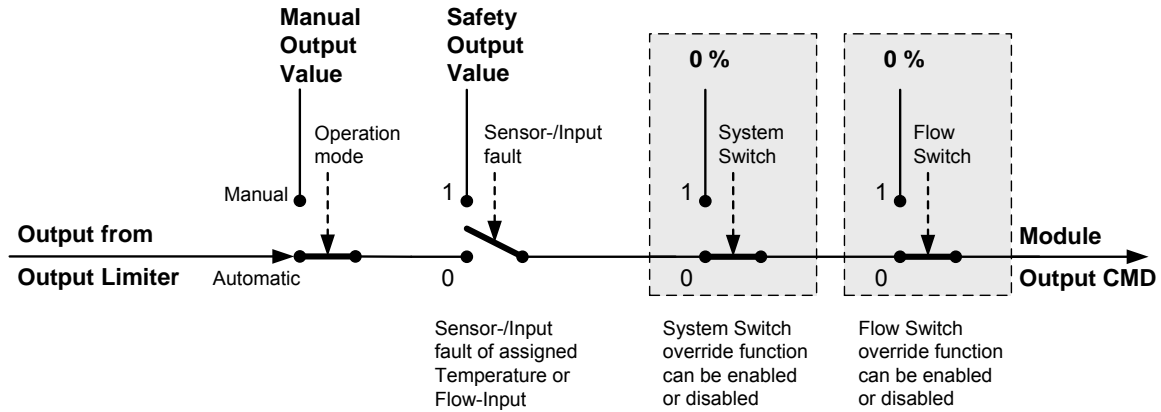 Manual
Output
Value
Safety
Output
Value
0 %
0 %
Operation
mode
Sensor-/Input
fault
System
Switch
Flow
Switch
Manual
1
1
1
Output from
Output Limiter
Automatic
0
0
0
Module
Output CMD
Sensor-/Input
fault of assigned
Temperature or
Flow-Input
System Switch
override function
can be enabled
or disabled
Flow Switch
override function
can be enabled
or disabled